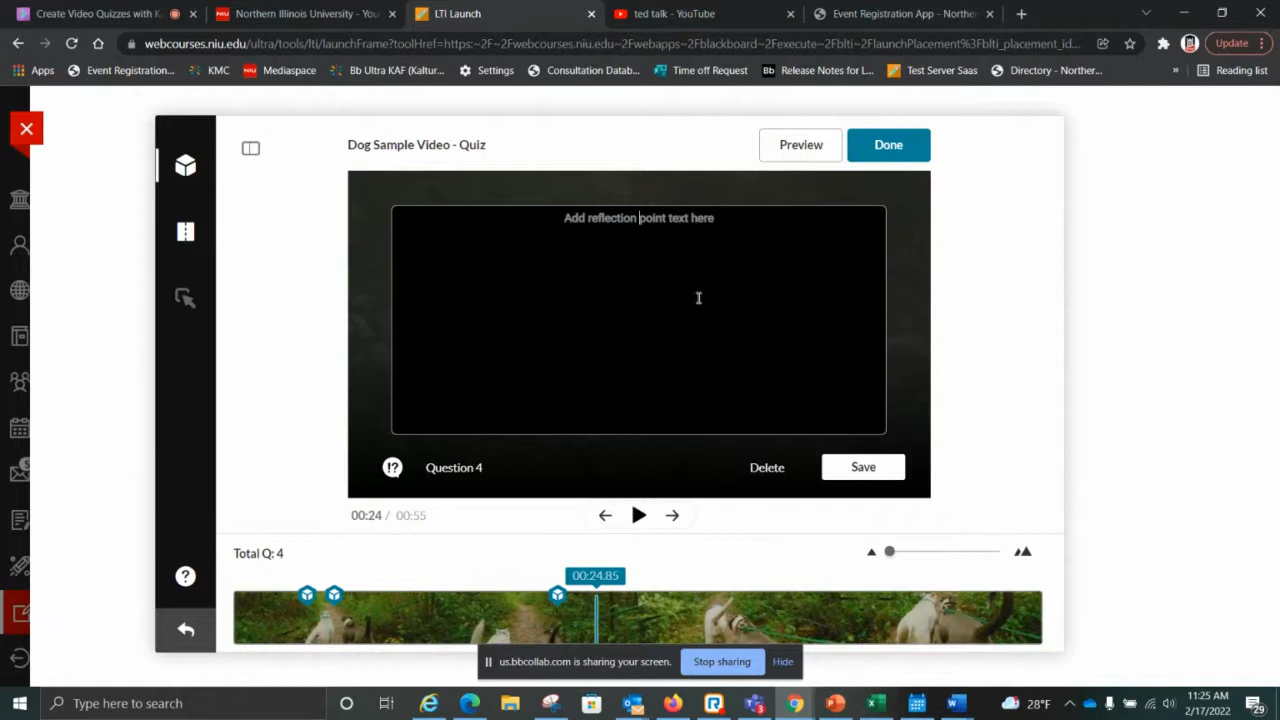 Create Video Quizzes with K
Northern Illinois University - You
LTI Launch
ted talk - YouTube
Event Registration App - Northe
webcourses.niu.edu/ultra/tools/lti/launchFrame?toolHref=https:~2F~2Fwebcourses.niu.edu~2Fwebapps~2Fblackboard~2Fexecute~2Fblti~2FlaunchPlacement%3Fblti_placement_id...
Update
Apps
Event Registration...
KMC
NIU Mediaspace
Bb Ultra KAF (Kaltur...
Settings
Consultation Datab...
Time off Request
Bb Release Notes for L...
Test Server Saas
Directory - Norther...
»
Reading list
Dog Sample Video - Quiz
Preview
Done
Add reflection point text here
!? Question 4
Delete
Save
00:24 / 00:55
Total Q: 4
?
00:24.85
us.bbcollab.com is sharing your screen.
Stop sharing
Hide
Type here to search
28°F
11:25 AM
2/17/2022
29